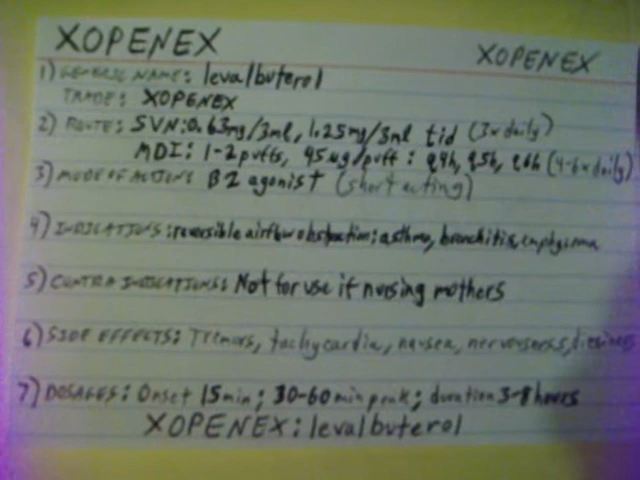 XOPENEX XOPENEX
1) GENERIC NAME: levalbuterol
TRADE: XOPENEX
2) ROUTE: SVN: 0.63mg/3ml, 1.25mg/3ml tid (3x daily)
MDI: 1-2 puffs, 45ug/puff: q4h, q5h, q6h (4-6x daily)
3) MODE OF ACTION: B2 agonist (short acting)
4) INDICATIONS: reversible airflow obstruction: asthma, bronchitis, emphysema
5) CONTRAINDICATIONS: Not for use if nursing mothers
6) SIDE EFFECTS: Tremors, tachycardia, nausea, nervousness,
7) DOSAGES: Onset 15min; 30-60 min peak; duration 3-8 hours
XOPENEX: levalbuterol